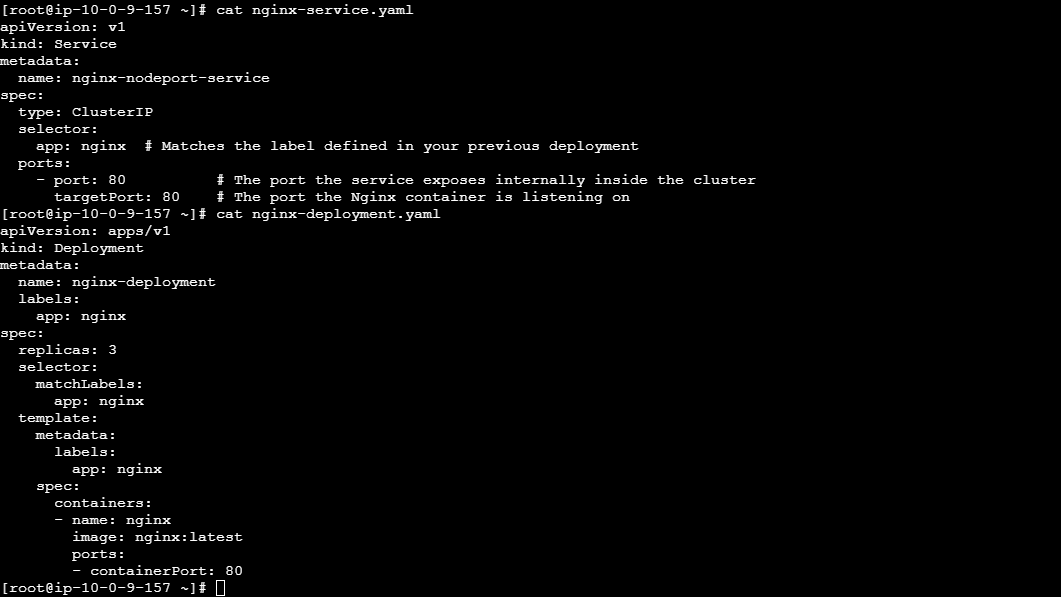 [root@ip-10-0-9-157 ~]# cat nginx-service.yaml
apiVersion: v1
kind: Service
metadata:
  name: nginx-nodeport-service
spec:
  type: ClusterIP
  selector:
    app: nginx  # Matches the label defined in your previous deployment
  ports:
    - port: 80          # The port the service exposes internally inside the cluster
      targetPort: 80    # The port the Nginx container is listening on
[root@ip-10-0-9-157 ~]# cat nginx-deployment.yaml
apiVersion: apps/v1
kind: Deployment
metadata:
  name: nginx-deployment
  labels:
    app: nginx
spec:
  replicas: 3
  selector:
    matchLabels:
      app: nginx
  template:
    metadata:
      labels:
        app: nginx
    spec:
      containers:
      - name: nginx
        image: nginx:latest
        ports:
        - containerPort: 80
[root@ip-10-0-9-157 ~]#